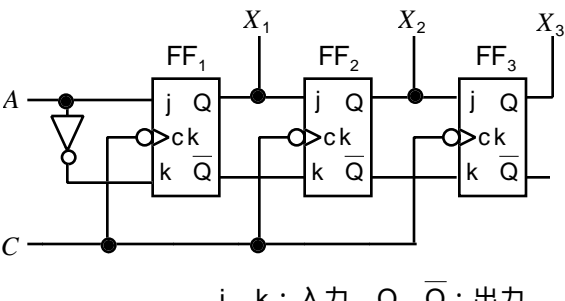 X1 X2 X3
FF1 FF2 FF3
A j Q j Q j Q
ck ck ck
k Q̅ k Q̅ k Q̅
C
j, k:入力 Q, Q̅:出力